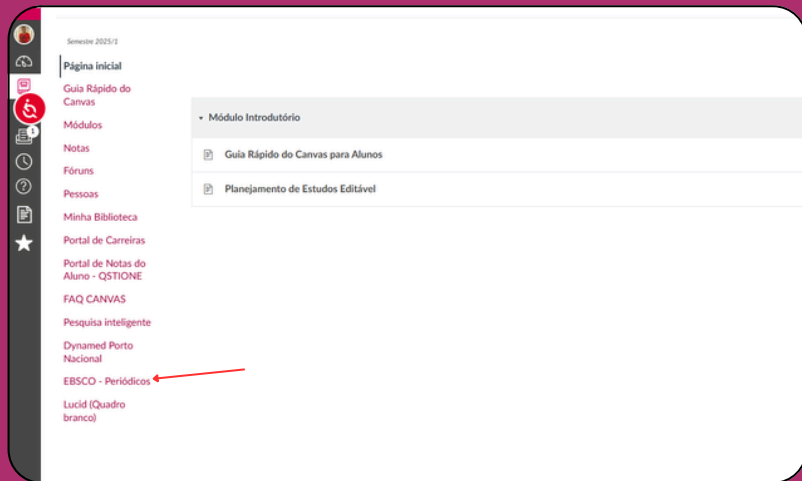 Semestre 2025/1
Página inicial
Guia Rápido do
Canvas
Módulos
Notas
Fóruns
Pessoas
Minha Biblioteca
Portal de Carreiras
Portal de Notas do
Aluno - QSTIONE
FAQ CANVAS
Pesquisa inteligente
Dynamed Porto
Nacional
EBSCO - Periódicos
Lucid (Quadro
branco)
1
Módulo Introdutório
Guia Rápido do Canvas para Alunos
Planejamento de Estudos Editável